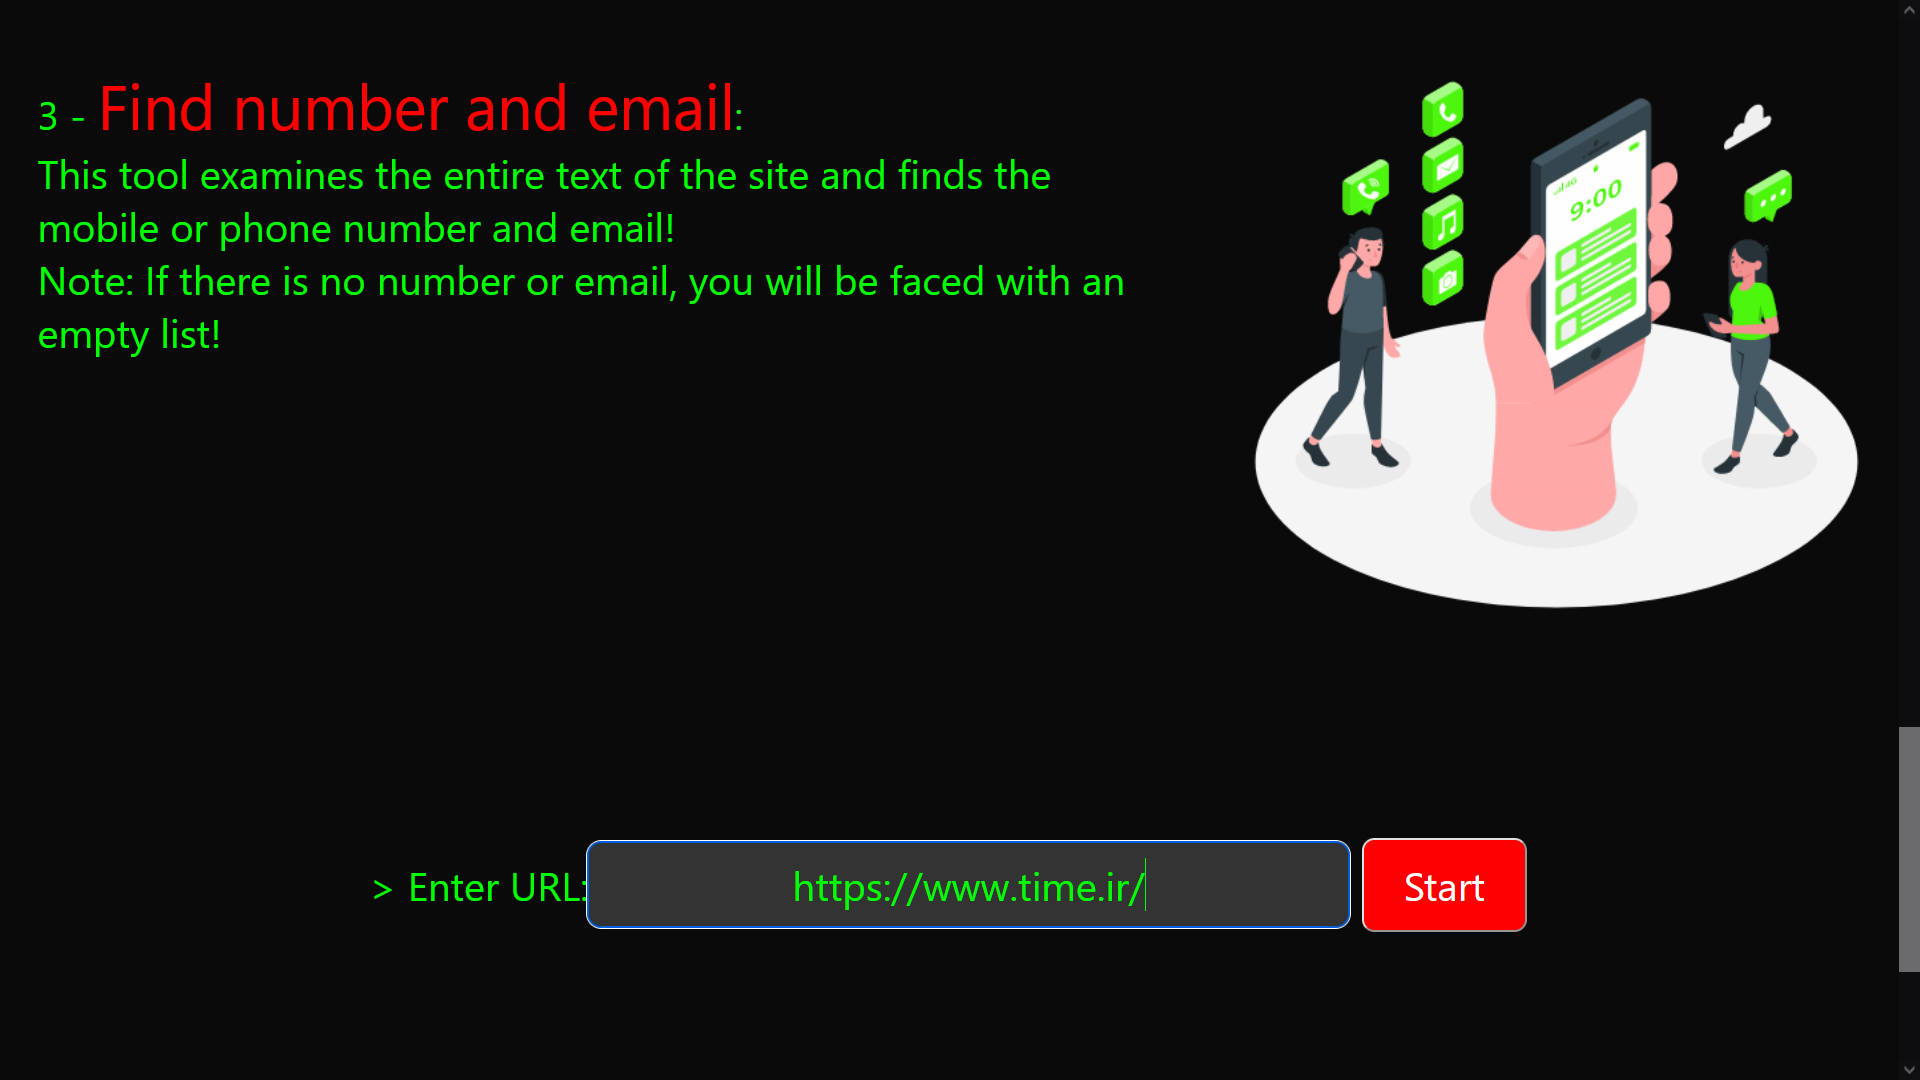 3 - Find number and email:
This tool examines the entire text of the site and finds the
mobile or phone number and email!
Note: If there is no number or email, you will be faced with an
empty list!
4G
9:00
> Enter URL:
https://www.time.ir/
Start